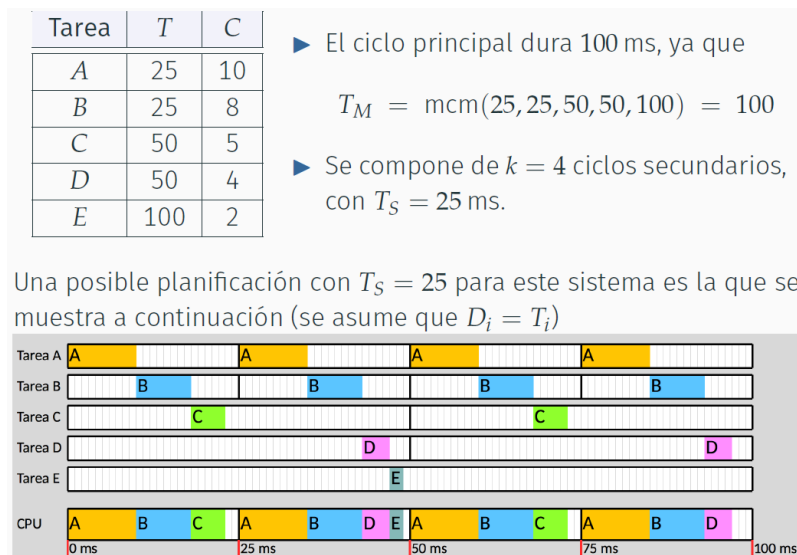 Tarea T C
A 25 10
B 25 8
C 50 5
D 50 4
E 100 2
▶ El ciclo principal dura 100 ms, ya que
T_M = mcm(25, 25, 50, 50, 100) = 100
▶ Se compone de k = 4 ciclos secundarios,
con T_S = 25 ms.
Una posible planificación con T_S = 25 para este sistema es la que se
muestra a continuación (se asume que D_i = T_i)
Tarea A A A A A
Tarea B B B B B
Tarea C C C
Tarea D D D
Tarea E E
CPU A B C A B D E A B C A B D
0 ms 25 ms 50 ms 75 ms 100 ms